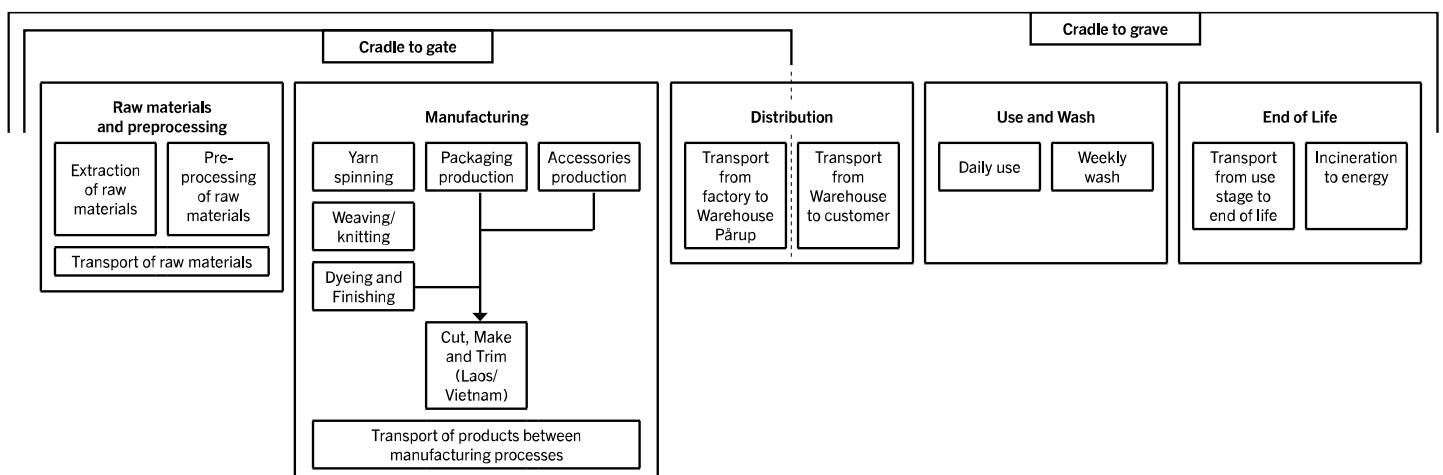 Cradle to gate
Cradle to grave
Raw materials
and preprocessing
Extraction
of raw
materials
Pre-
processing
of raw
materials
Transport of raw materials
Manufacturing
Yarn
spinning
Packaging
production
Accessories
production
Weaving/
knitting
Dyeing and
Finishing
Cut, Make
and Trim
(Laos/
Vietnam)
Transport of products between
manufacturing processes
Distribution
Transport
from
factory to
Warehouse
Pårup
Transport
from
Warehouse
to customer
Use and Wash
Daily use
Weekly
wash
End of Life
Transport
from use
stage to
end of life
Incineration
to energy